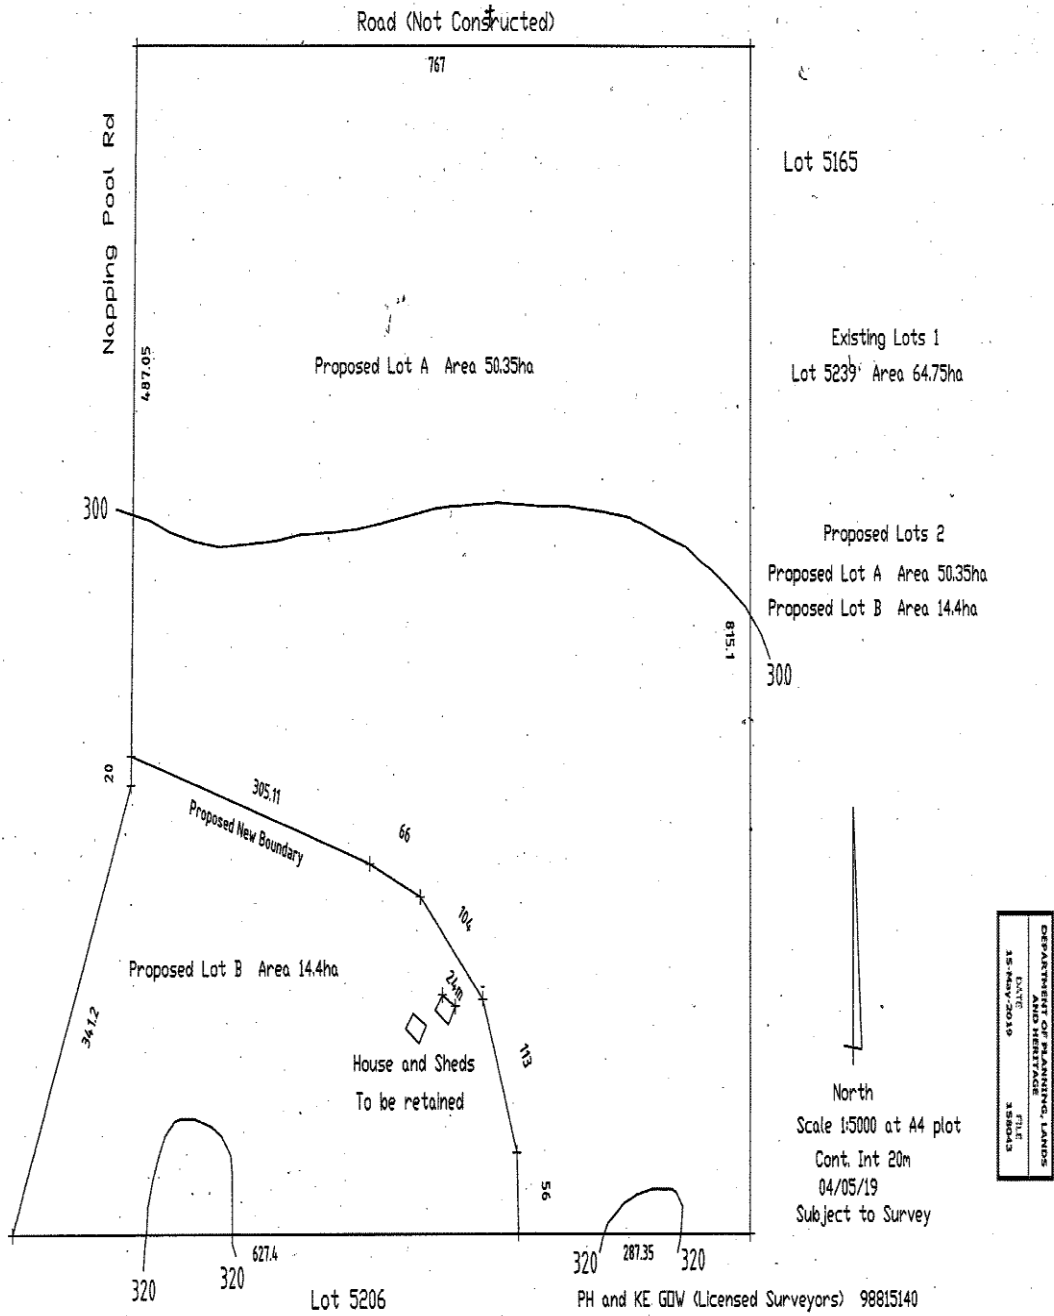 Road (Not Constructed)
767
Napping Pool Rd
Lot 5165
487.05
Proposed Lot A Area 50.35ha
Existing Lots 1
Lot 5239 Area 64.75ha
300
Proposed Lots 2
Proposed Lot A Area 50.35ha
Proposed Lot B Area 14.4ha
815.1
300
20
305.11
Proposed New Boundary
66
104
Proposed Lot B Area 14.4ha
24m
341.2
House and Sheds
To be retained
113
56
North
Scale 1:5000 at A4 plot
Cont. Int 20m
04/05/19
Subject to Survey
DEPARTMENT OF PLANNING, LANDS
AND HERITAGE
DATE FILE
15-May-2019 158043
627.4
287.35
320
320
320
320
Lot 5206
PH and KE GOW (Licensed Surveyors) 98815140